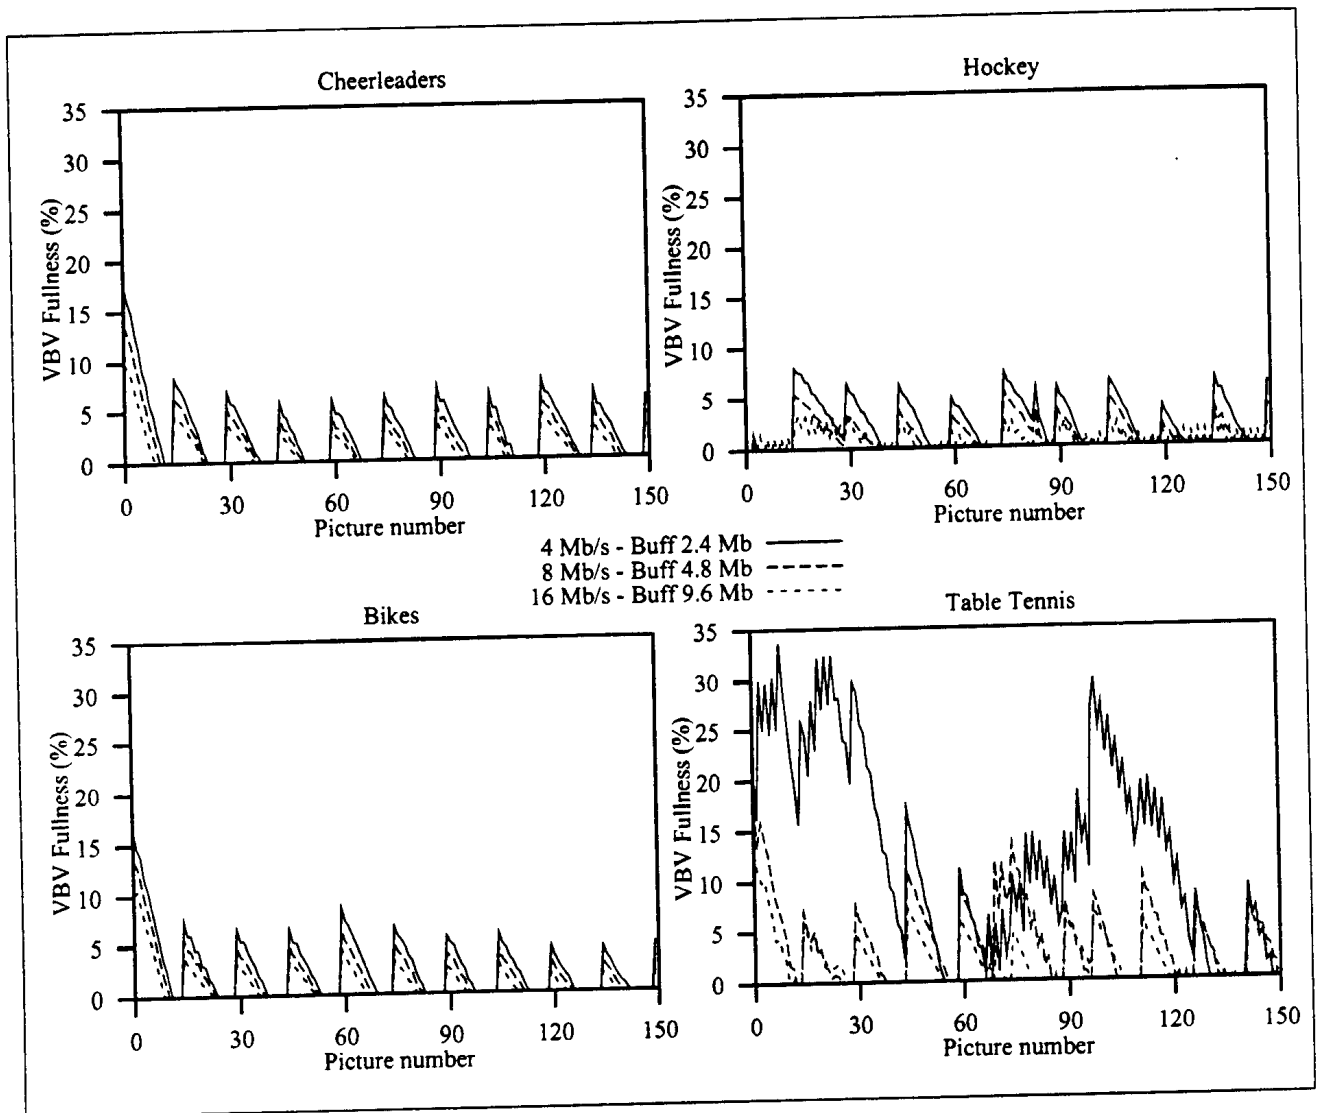 Cheerleaders
35
30
25
20
15
10
5
0
VBV Fullness (%)
0 30 60 90 120 150
Picture number
Hockey
35
30
25
20
15
10
5
0
VBV Fullness (%)
0 30 60 90 120 150
Picture number
4 Mb/s - Buff 2.4 Mb
8 Mb/s - Buff 4.8 Mb
16 Mb/s - Buff 9.6 Mb
Bikes
35
30
25
20
15
10
5
0
VBV Fullness (%)
0 30 60 90 120 150
Picture number
Table Tennis
35
30
25
20
15
10
5
0
VBV Fullness (%)
0 30 60 90 120 150
Picture number